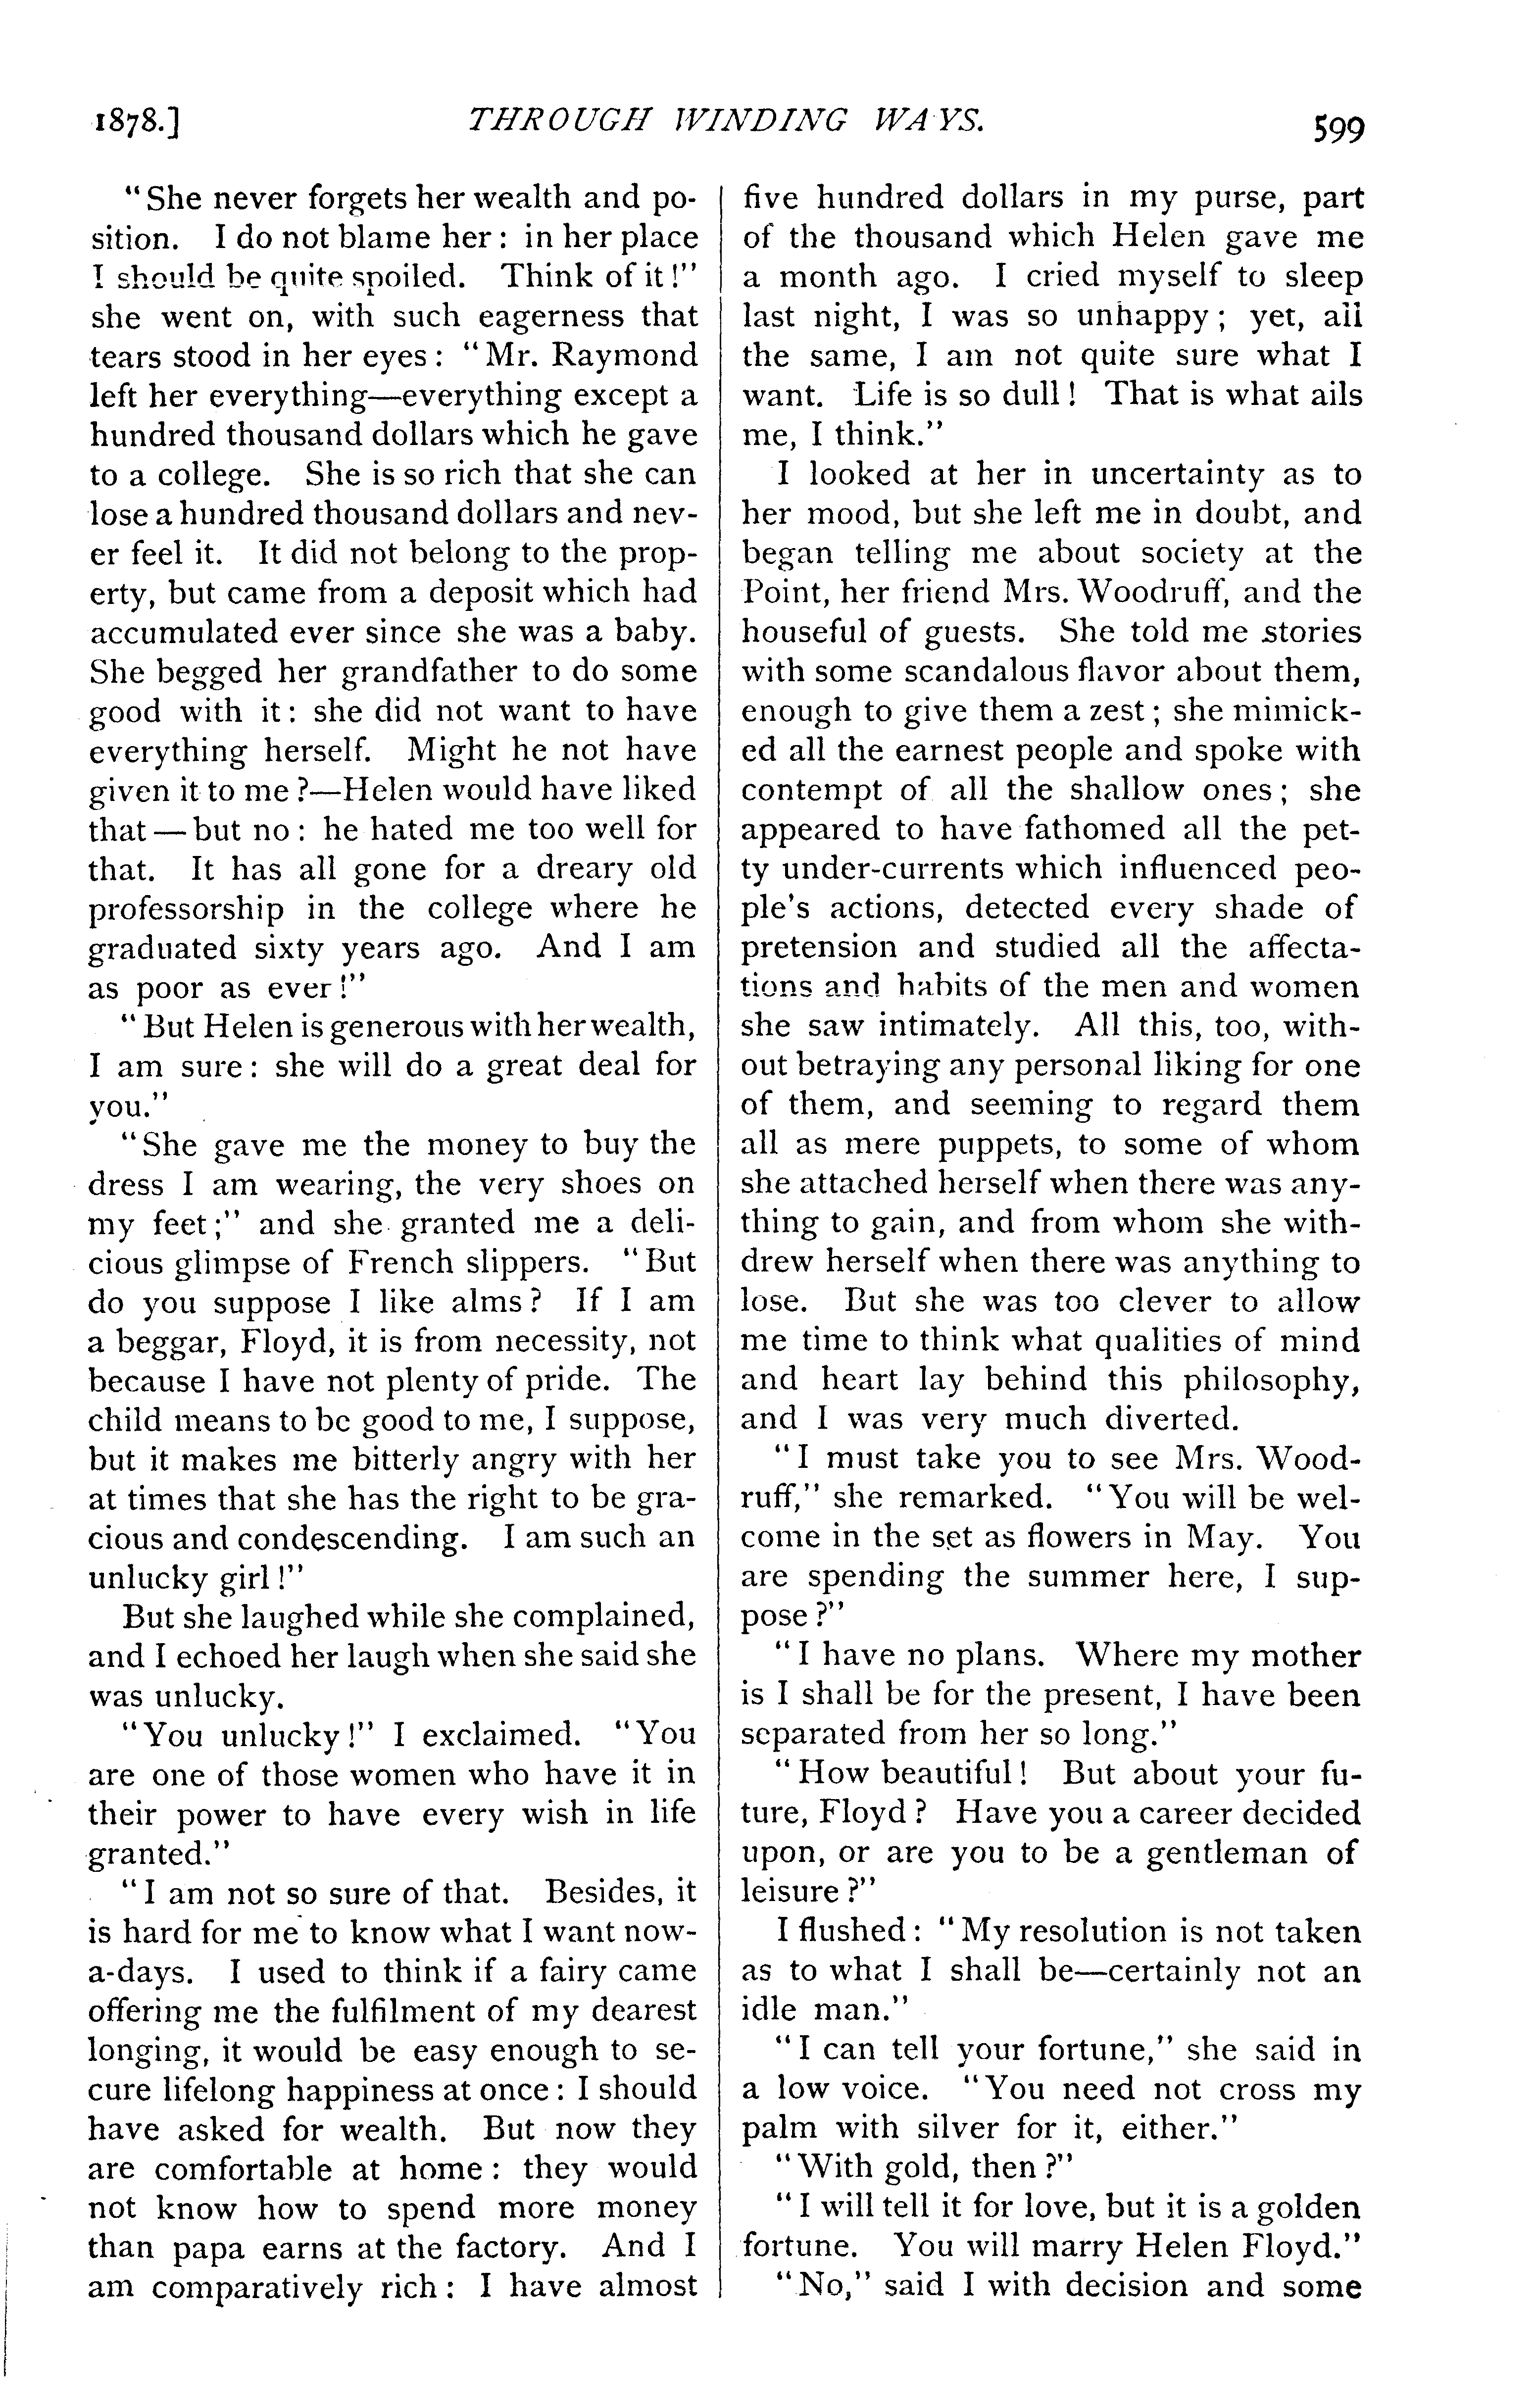 1878.] THROUGH WINDING WAYS. 599
“She never forgets her wealth and po-
sition. I do not blame her: in her place
I should be quite spoiled. Think of it!”
she went on, with such eagerness that
tears stood in her eyes: “Mr. Raymond
left her everything—everything except a
hundred thousand dollars which he gave
to a college. She is so rich that she can
lose a hundred thousand dollars and nev-
er feel it. It did not belong to the prop-
erty, but came from a deposit which had
accumulated ever since she was a baby.
She begged her grandfather to do some
good with it: she did not want to have
everything herself. Might he not have
given it to me?—Helen would have liked
that—but no: he hated me too well for
that. It has all gone for a dreary old
professorship in the college where he
graduated sixty years ago. And I am
as poor as ever!”
“But Helen is generous with her wealth,
I am sure: she will do a great deal for
you.”
“She gave me the money to buy the
dress I am wearing, the very shoes on
my feet;” and she granted me a deli-
cious glimpse of French slippers. “But
do you suppose I like alms? If I am
a beggar, Floyd, it is from necessity, not
because I have not plenty of pride. The
child means to be good to me, I suppose,
but it makes me bitterly angry with her
at times that she has the right to be gra-
cious and condescending. I am such an
unlucky girl!”
But she laughed while she complained,
and I echoed her laugh when she said she
was unlucky.
“You unlucky!” I exclaimed. “You
are one of those women who have it in
their power to have every wish in life
granted.”
“I am not so sure of that. Besides, it
is hard for me to know what I want now-
a-days. I used to think if a fairy came
offering me the fulfilment of my dearest
longing, it would be easy enough to se-
cure lifelong happiness at once: I should
have asked for wealth. But now they
are comfortable at home: they would
not know how to spend more money
than papa earns at the factory. And I
am comparatively rich: I have almost
five hundred dollars in my purse, part
of the thousand which Helen gave me
a month ago. I cried myself to sleep
last night, I was so unhappy; yet, all
the same, I am not quite sure what I
want. Life is so dull! That is what ails
me, I think.”
I looked at her in uncertainty as to
her mood, but she left me in doubt, and
began telling me about society at the
Point, her friend Mrs. Woodruff, and the
houseful of guests. She told me stories
with some scandalous flavor about them,
enough to give them a zest; she mimick-
ed all the earnest people and spoke with
contempt of all the shallow ones; she
appeared to have fathomed all the pet-
ty under-currents which influenced peo-
ple's actions, detected every shade of
pretension and studied all the affecta-
tions and habits of the men and women
she saw intimately. All this, too, with-
out betraying any personal liking for one
of them, and seeming to regard them
all as mere puppets, to some of whom
she attached herself when there was any-
thing to gain, and from whom she with-
drew herself when there was anything to
lose. But she was too clever to allow
me time to think what qualities of mind
and heart lay behind this philosophy,
and I was very much diverted.
“I must take you to see Mrs. Wood-
ruff,” she remarked. “You will be wel-
come in the set as flowers in May. You
are spending the summer here, I sup-
pose?”
“I have no plans. Where my mother
is I shall be for the present, I have been
separated from her so long.”
“How beautiful! But about your fu-
ture, Floyd? Have you a career decided
upon, or are you to be a gentleman of
leisure?”
I flushed: “My resolution is not taken
as to what I shall be—certainly not an
idle man.”
“I can tell your fortune,” she said in
a low voice. “You need not cross my
palm with silver for it, either.”
“With gold, then?”
“I will tell it for love, but it is a golden
fortune. You will marry Helen Floyd.”
“No,” said I with decision and some